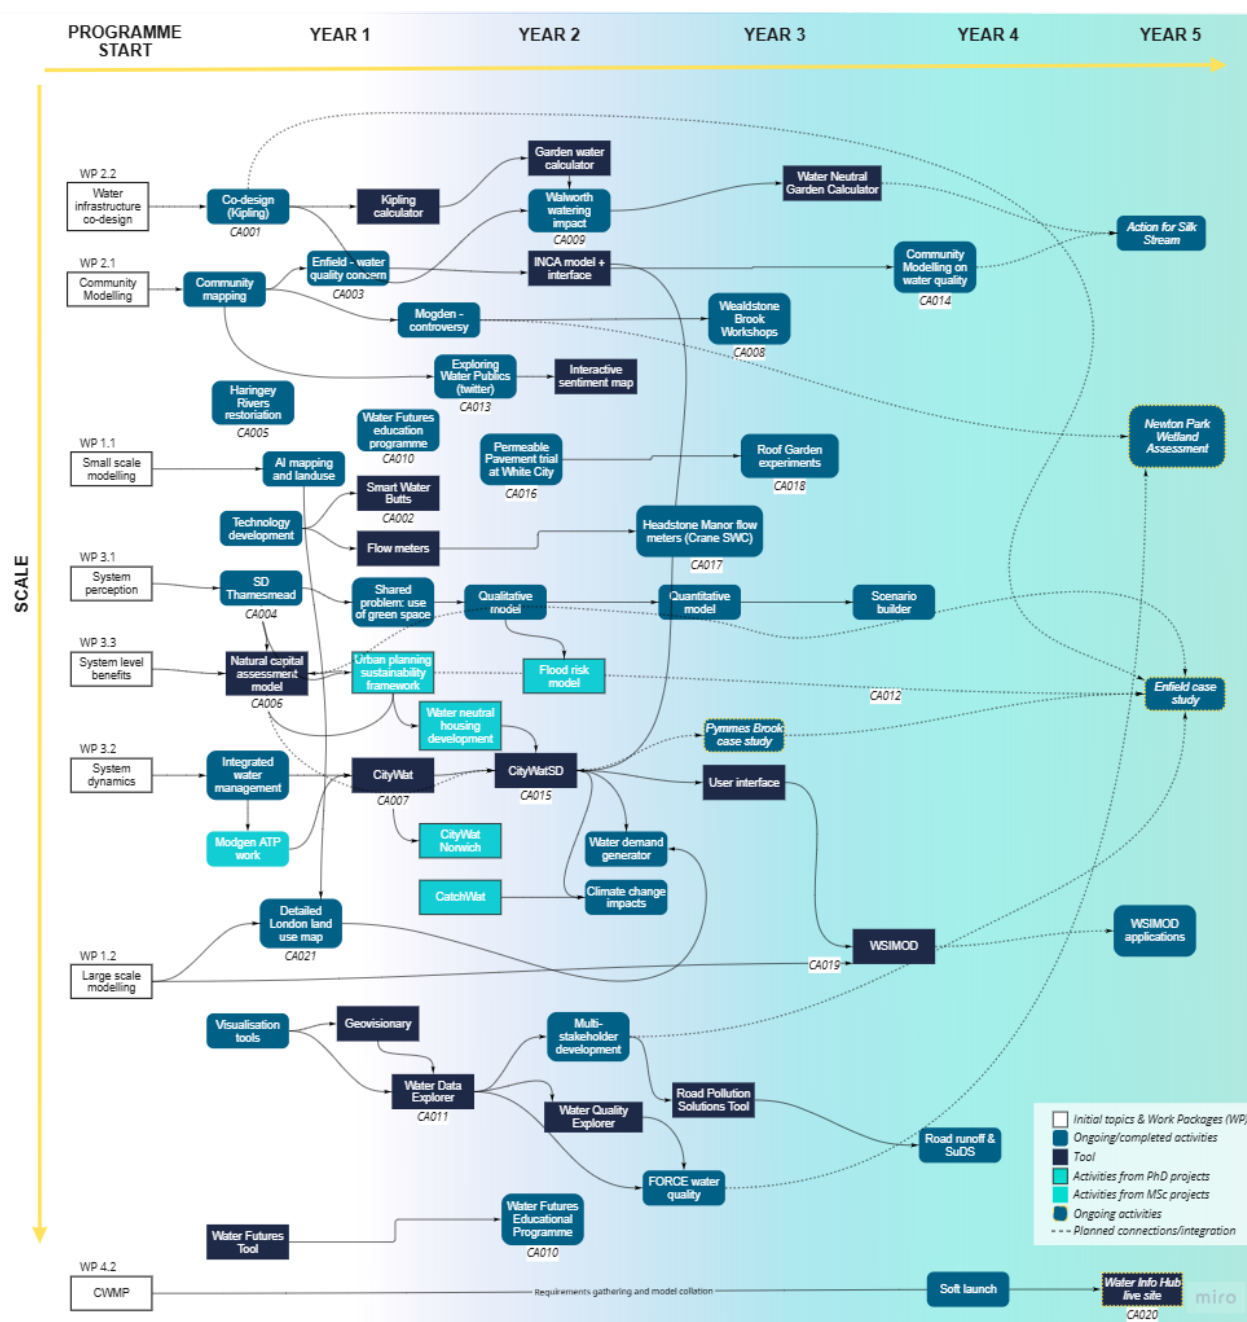 PROGRAMME
START
YEAR 1
YEAR 2
YEAR 3
YEAR 4
YEAR 5
SCALE
WP 2.2
Water
infrastructure
co-design
Co-design
(Kipling)
CA001
Kipling
calculator
Garden water
calculator
Walworth
watering
impact
CA009
Water Neutral
Garden Calculator
Action for Silk
Stream
WP 2.1
Community
Modelling
Community
mapping
Enfield - water
quality concern
CA003
INCA model +
interface
Community
Modelling on
water quality
CA014
Mogden -
controversy
Wealdstone
Brook
Workshops
CA008
Exploring
Water Publics
(twitter)
CA013
Interactive
sentiment map
Haringey
Rivers
restoriation
CA005
Water Futures
education
programme
CA010
Newton Park
Wetland
Assessment
WP 1.1
Small scale
modelling
AI mapping
and landuse
Permeable
Pavement trial
at White City
CA016
Roof Garden
experiments
CA018
Smart Water
Butts
CA002
Technology
development
Flow meters
Headstone Manor flow
meters (Crane SWC)
CA017
WP 3.1
System
perception
SD
Thamesmead
CA004
Shared
problem: use
of green space
Qualitative
model
Quantitative
model
Scenario
builder
WP 3.3
System level
benefits
Natural capital
assessment
model
CA006
Urban planning
sustainability
framework
Flood risk
model
CA012
Enfield case
study
Water neutral
housing
development
Pymmes Brook
case study
WP 3.2
System
dynamics
Integrated
water
management
CityWat
CA007
CityWatSD
CA015
User interface
Modgen ATP
work
CityWat
Norwich
Water demand
generator
CatchWat
Climate change
impacts
Detailed
London land
use map
CA021
WSIMOD
WSIMOD
applications
WP 1.2
Large scale
modelling
CA019
Visualisation
tools
Geovisionary
Multi-
stakeholder
development
Water Data
Explorer
CA011
Water Quality
Explorer
Road Pollution
Solutions Tool
Road runoff &
SuDS
FORCE water
quality
Water Futures
Tool
Water Futures
Educational
Programme
CA010
Initial topics & Work Packages (WP)
Ongoing/completed activities
Tool
Activities from PhD projects
Activities from MSc projects
Ongoing activities
Planned connections/integration
WP 4.2
CWMP
Requirements gathering and model collation
Soft launch
Water Info Hub
live site
CA020
miro